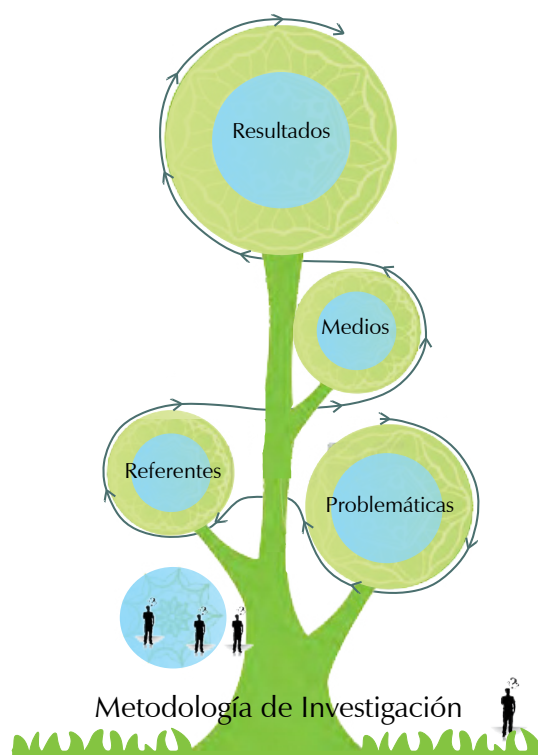 Resultados
Medios
Referentes
Problemáticas
Metodología de Investigación